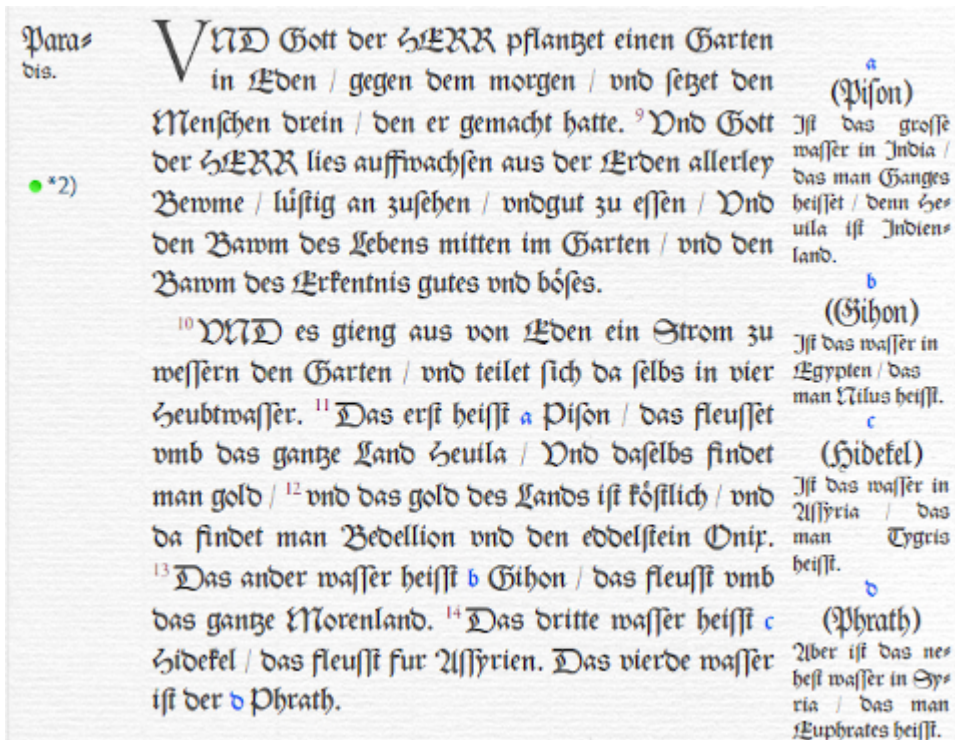 Para⸗
dis.
*2)
VND Gott der HERR pflantzet einen Garten
in Eden / gegen dem morgen / vnd ſetzet den
Menſchen drein / den er gemacht hatte. 9 Vnd Gott
der HERR lies auffwachſen aus der Erden allerley
Bewme / luͤſtig an zuſehen / vndgut zu eſſen / Vnd
den Bawm des Lebens mitten im Garten / vnd den
Bawm des Erkentnis gutes vnd boͤſes.
10 VND es gieng aus von Eden ein Strom zu
weſſern den Garten / vnd teilet ſich da ſelbs in vier
Heubtwaſſer. 11 Das erſt heiſſt a Piſon / das fleuſſet
vmb das gantze Land Heuila / Vnd daſelbs findet
man gold / 12 vnd das gold des Lands iſt koͤſtlich / vnd
da findet man Bedellion vnd den eddelſtein Onix.
13 Das ander waſſer heiſſt b Gihon / das fleuſſt vmb
das gantze Morenland. 14 Das dritte waſſer heiſſt c
Hidekel / das fleuſſt fur Aſſyrien. Das vierde waſſer
iſt der d Phrath.
a
(Piſon)
Jſt das groſſe
waſſer in India /
das man Ganges
heiſſet / denn He⸗
uila iſt Indien⸗
land.
b
(Gihon)
Jſt das waſſer in
Egypten / das
man Nilus heiſſt.
c
(Hidekel)
Jſt das waſſer in
Aſſyria / das
man Tygris
heiſſt.
d
(Phrath)
Aber iſt das ne⸗
heſt waſſer in Sy⸗
ria / das man
Euphrates heiſſt.